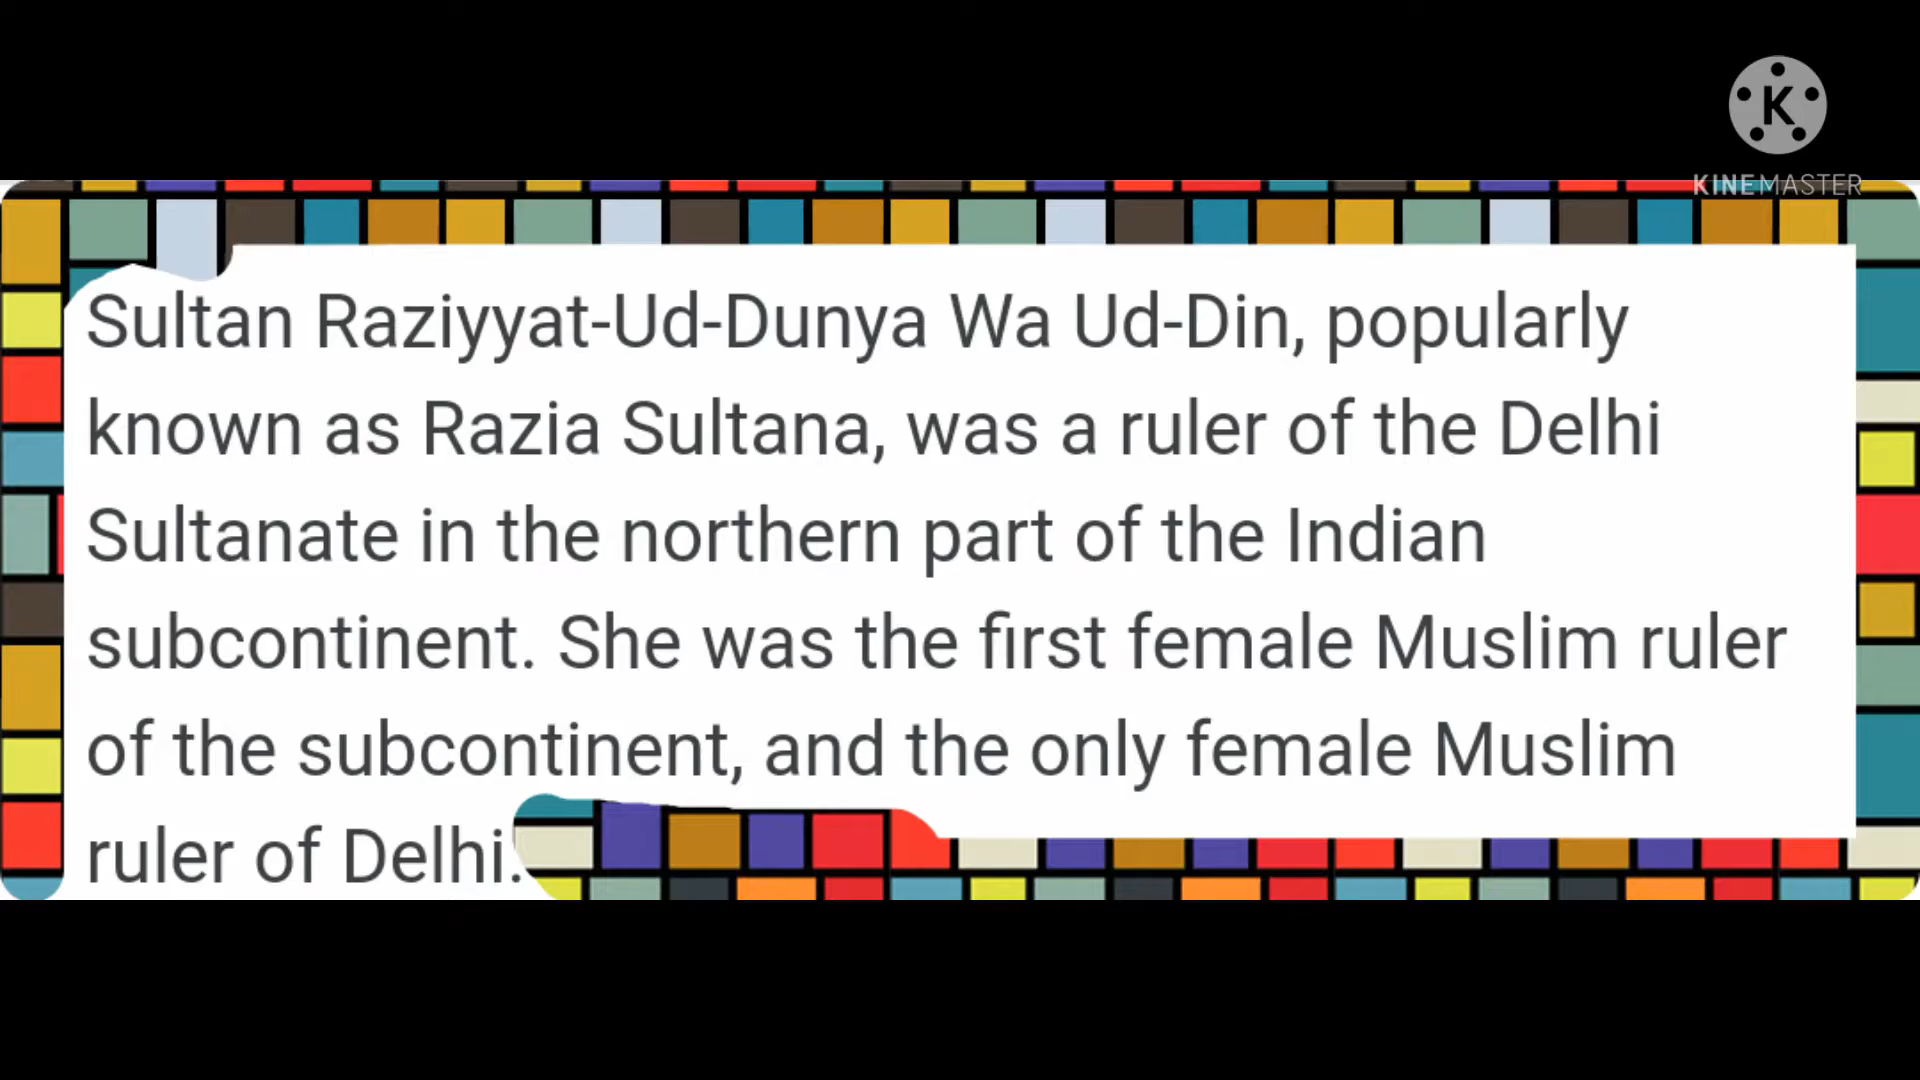 K
KINEMASTER
Sultan Raziyyat-Ud-Dunya Wa Ud-Din, popularly
known as Razia Sultana, was a ruler of the Delhi
Sultanate in the northern part of the Indian
subcontinent. She was the first female Muslim ruler
of the subcontinent, and the only female Muslim
ruler of Delhi.